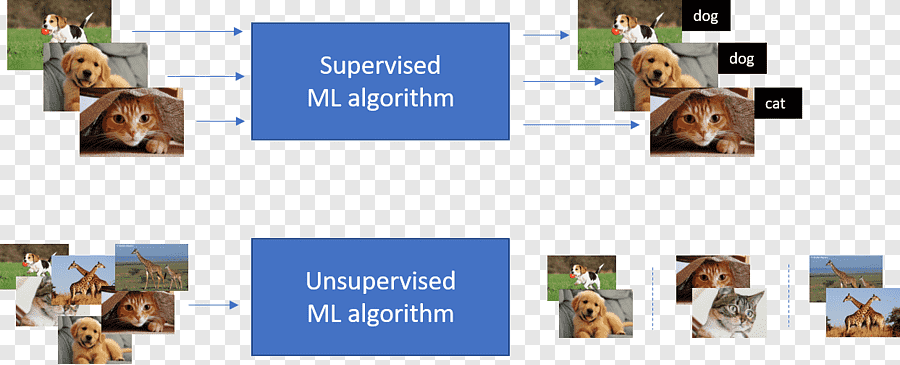 dog
Supervised
ML algorithm
dog
cat
Unsupervised
ML algorithm